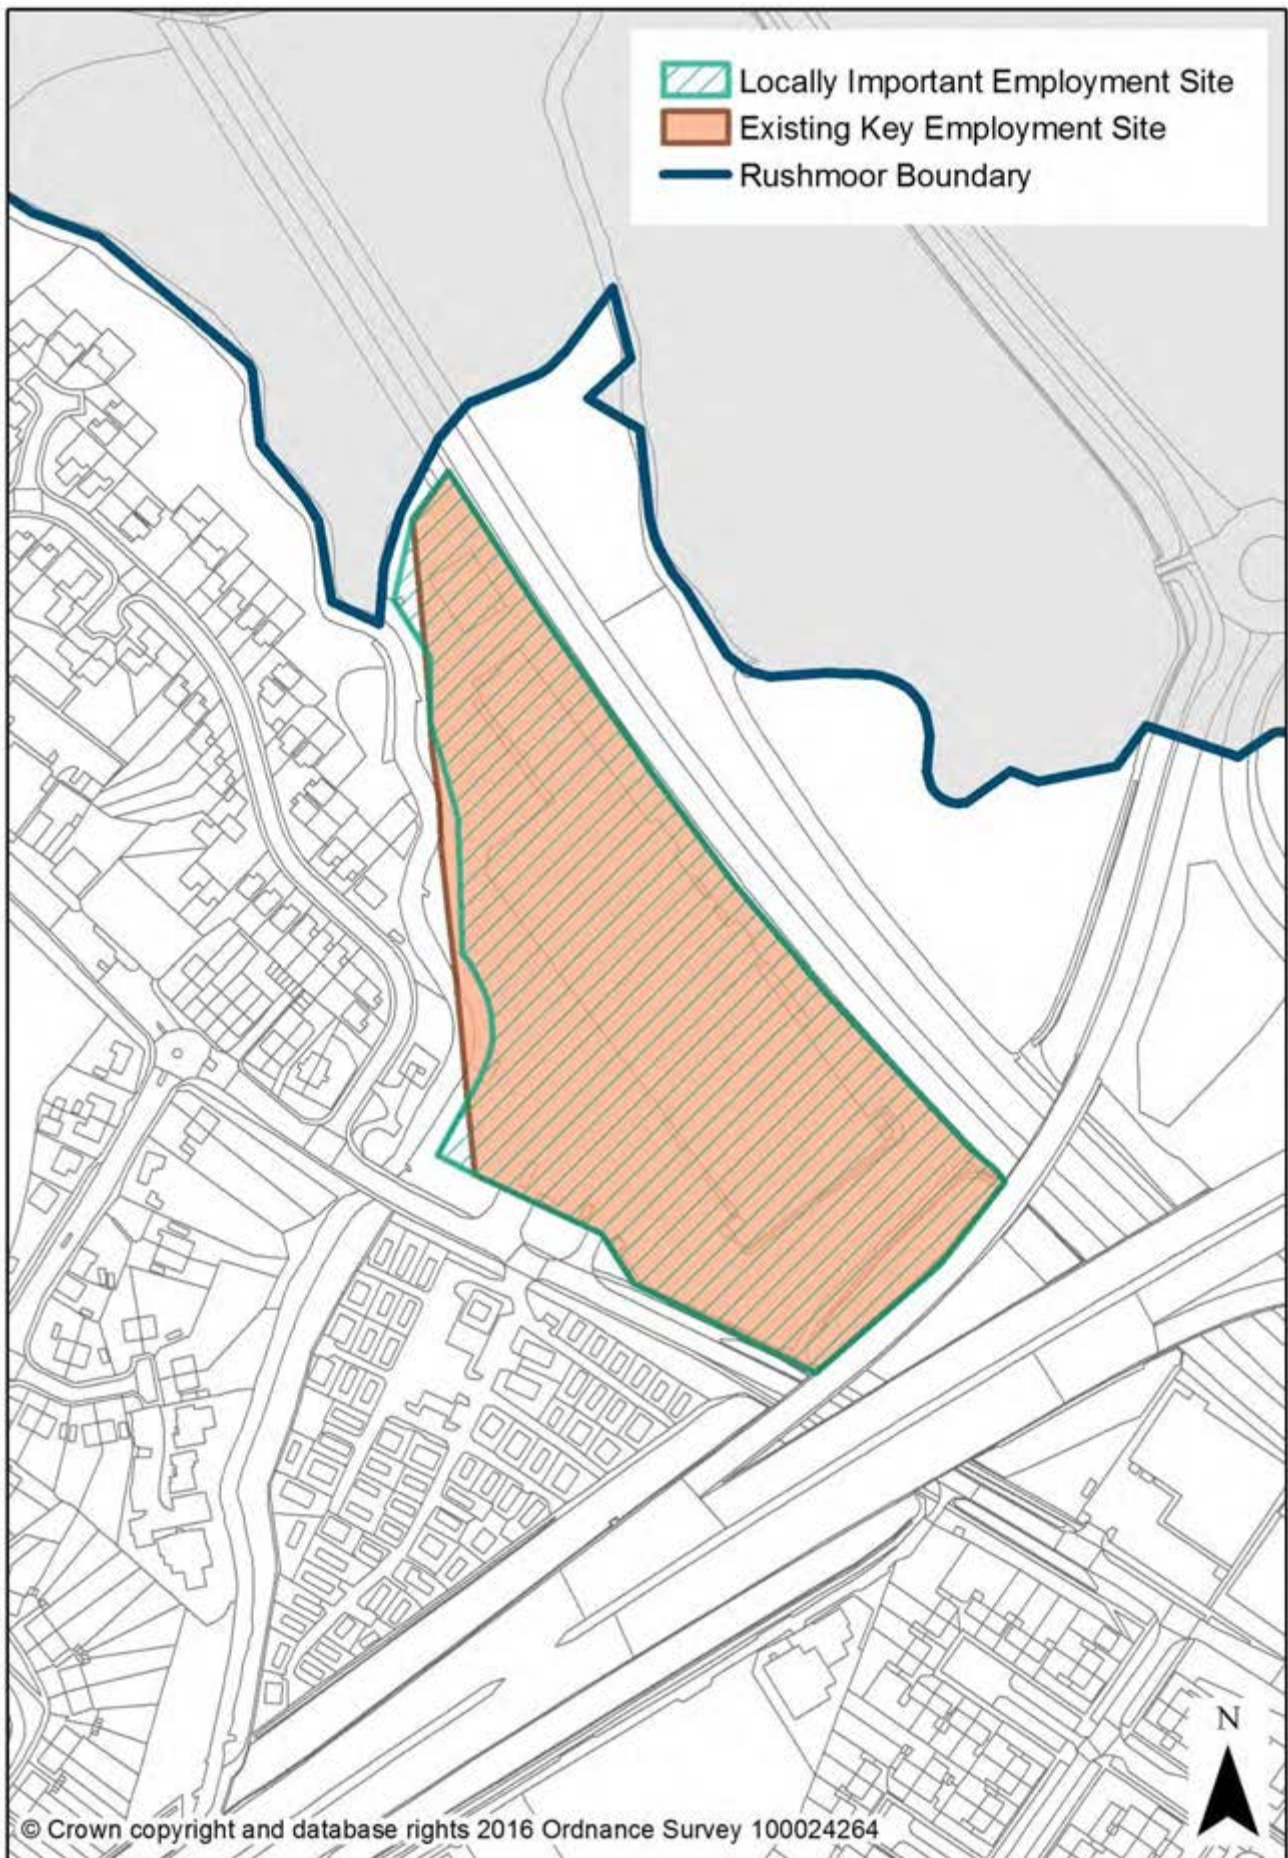 Locally Important Employment Site
Existing Key Employment Site
Rushmoor Boundary
N
© Crown copyright and database rights 2016 Ordnance Survey 100024264